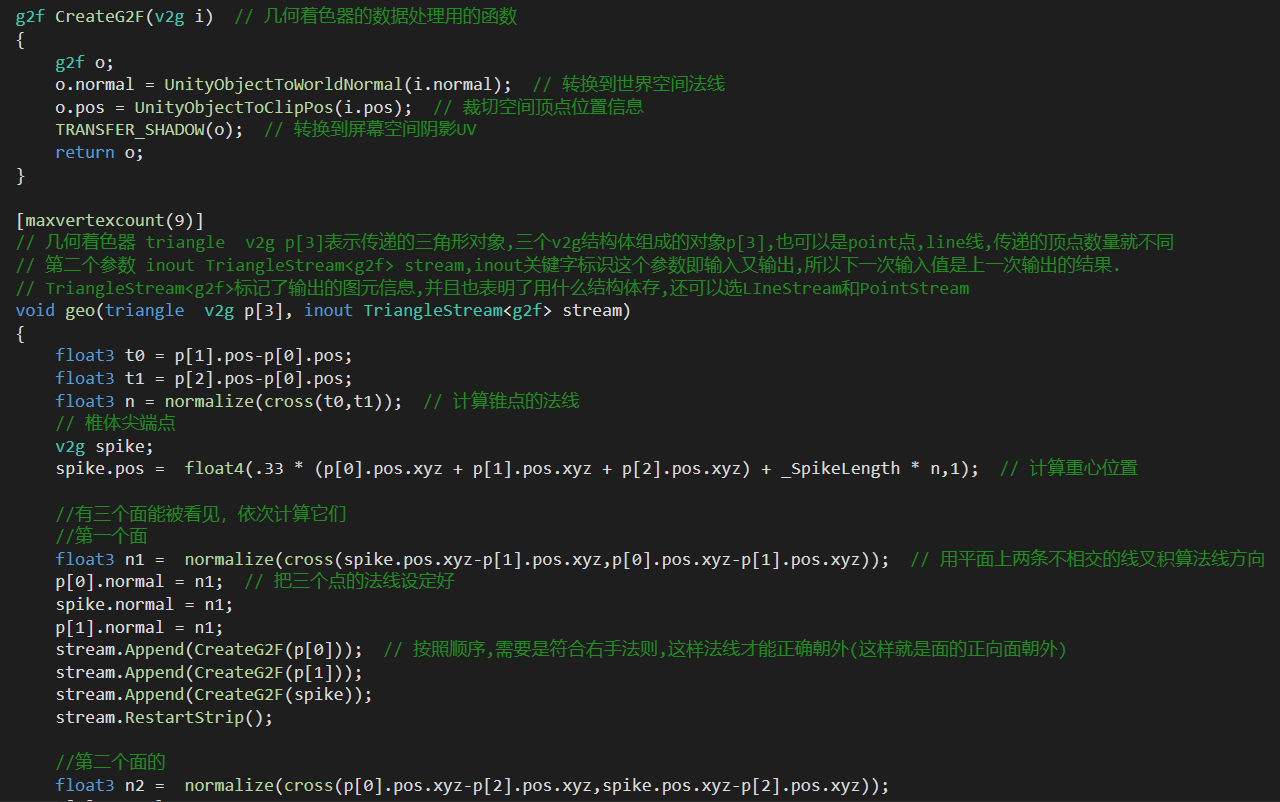 g2f CreateG2F(v2g i)  // 几何着色器的数据处理用的函数
{
    g2f o;
    o.normal = UnityObjectToWorldNormal(i.normal);  // 转换到世界空间法线
    o.pos = UnityObjectToClipPos(i.pos);  // 裁切空间顶点位置信息
    TRANSFER_SHADOW(o);  // 转换到屏幕空间阴影UV
    return o;
}

[maxvertexcount(9)]
// 几何着色器 triangle  v2g p[3]表示传递的三角形对象,三个v2g结构体组成的对象p[3],也可以是point点,line线,传递的顶点数量就不同
// 第二个参数 inout TriangleStream<g2f> stream,inout关键字标识这个参数即输入又输出,所以下一次输入值是上一次输出的结果.
// TriangleStream<g2f>标记了输出的图元信息,并且也表明了用什么结构体存,还可以选LIneStream和PointStream
void geo(triangle  v2g p[3], inout TriangleStream<g2f> stream)
{
    float3 t0 = p[1].pos-p[0].pos;
    float3 t1 = p[2].pos-p[0].pos;
    float3 n = normalize(cross(t0,t1));  // 计算锥点的法线
    // 椎体尖端点
    v2g spike;
    spike.pos =  float4(.33 * (p[0].pos.xyz + p[1].pos.xyz + p[2].pos.xyz) + _SpikeLength * n,1);  // 计算重心位置

    //有三个面能被看见，依次计算它们
    //第一个面
    float3 n1 =  normalize(cross(spike.pos.xyz-p[1].pos.xyz,p[0].pos.xyz-p[1].pos.xyz));  // 用平面上两条不相交的线叉积算法线方向
    p[0].normal = n1;  // 把三个点的法线设定好
    spike.normal = n1;
    p[1].normal = n1;
    stream.Append(CreateG2F(p[0]));  // 按照顺序,需要是符合右手法则,这样法线才能正确朝外(这样就是面的正向面朝外)
    stream.Append(CreateG2F(p[1]));
    stream.Append(CreateG2F(spike));
    stream.RestartStrip();

    //第二个面的
    float3 n2 =  normalize(cross(p[0].pos.xyz-p[2].pos.xyz,spike.pos.xyz-p[2].pos.xyz));